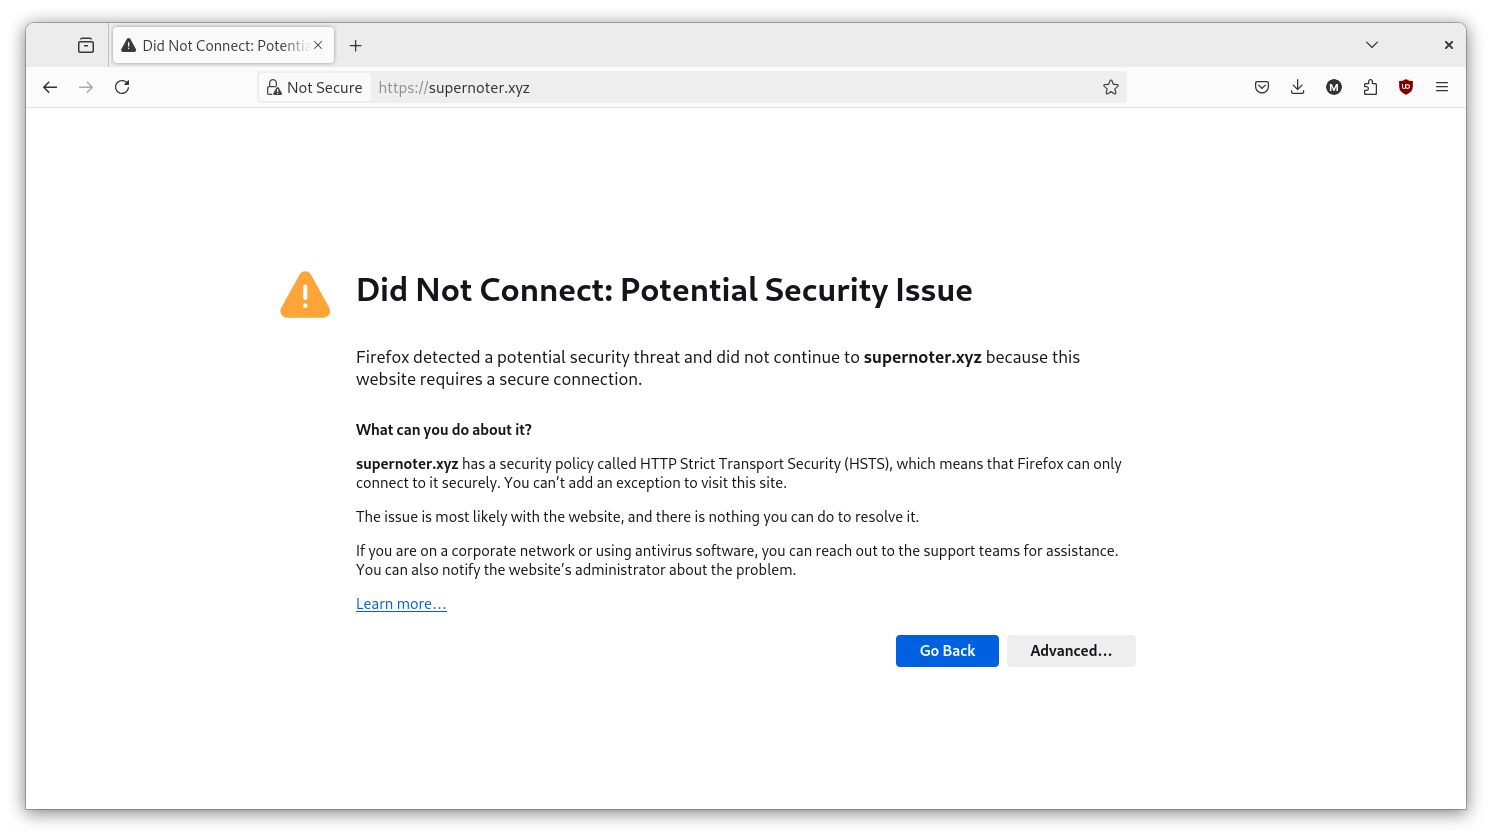 Did Not Connect: Potentia
Not Secure
https://supernoter.xyz
M
UD
Did Not Connect: Potential Security Issue
Firefox detected a potential security threat and did not continue to supernoter.xyz because this
website requires a secure connection.
What can you do about it?
supernoter.xyz has a security policy called HTTP Strict Transport Security (HSTS), which means that Firefox can only
connect to it securely. You can’t add an exception to visit this site.
The issue is most likely with the website, and there is nothing you can do to resolve it.
If you are on a corporate network or using antivirus software, you can reach out to the support teams for assistance.
You can also notify the website’s administrator about the problem.
Learn more…
Go Back
Advanced…